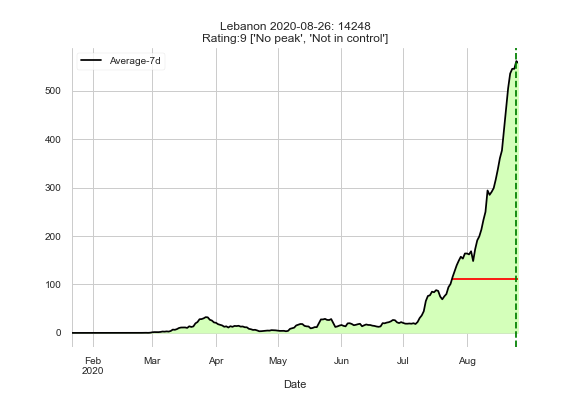 Lebanon 2020-08-26: 14248
Rating:9 ['No peak', 'Not in control']
Average-7d
500
400
300
200
100
0
Feb Mar Apr May Jun Jul Aug
2020
Date